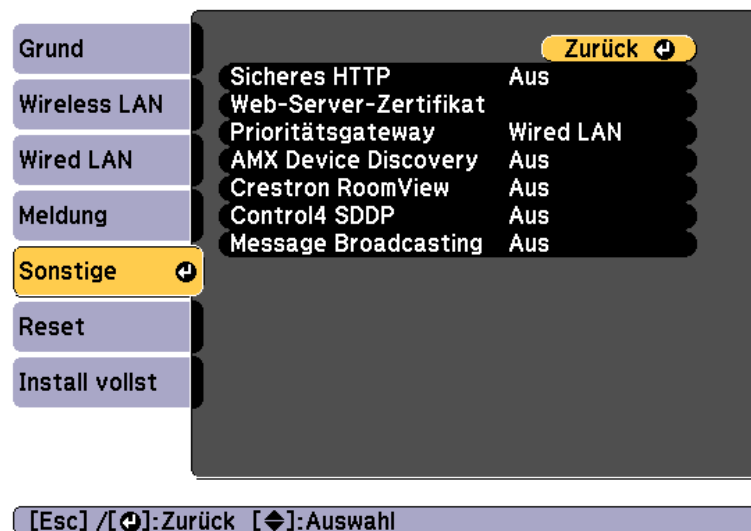 Grund
Wireless LAN
Wired LAN
Meldung
Sonstige
Reset
Install vollst
Zurück
Sicheres HTTP Aus
Web-Server-Zertifikat
Prioritätsgateway Wired LAN
AMX Device Discovery Aus
Crestron RoomView Aus
Control4 SDDP Aus
Message Broadcasting Aus
[Esc] /[⏎]:Zurück [◆]:Auswahl